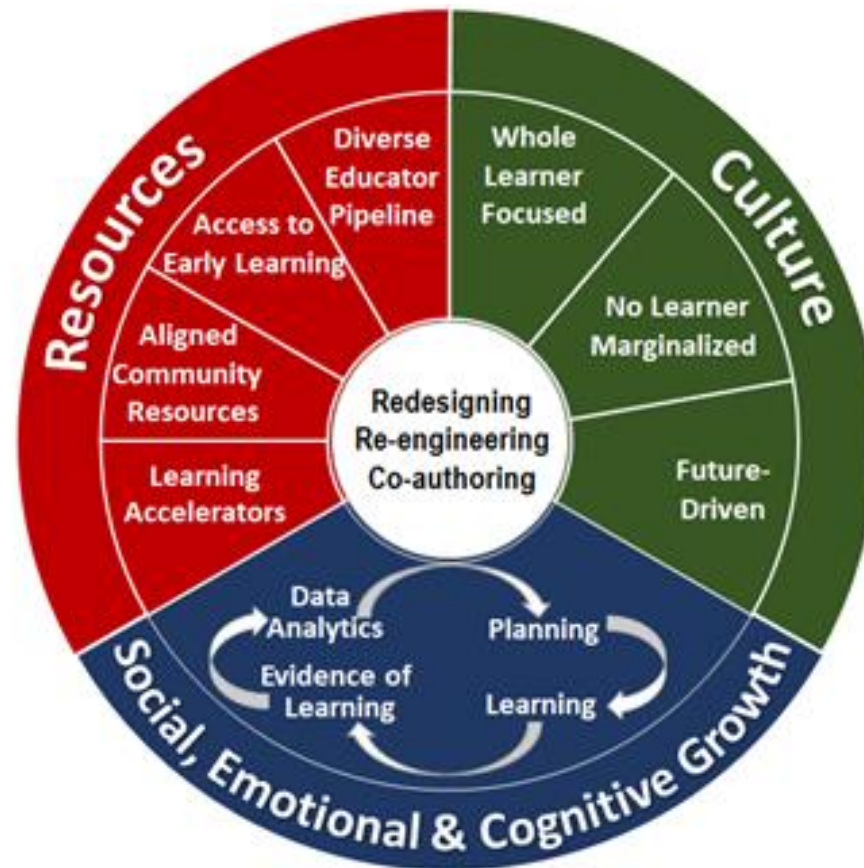 Resources
Diverse
Educator
Pipeline
Access to
Early Learning
Aligned
Community
Resources
Learning
Accelerators
Culture
Whole
Learner
Focused
No Learner
Marginalized
Future-
Driven
Redesigning
Re-engineering
Co-authoring
Data
Analytics
Planning
Evidence of
Learning
Learning
Social, Emotional & Cognitive Growth